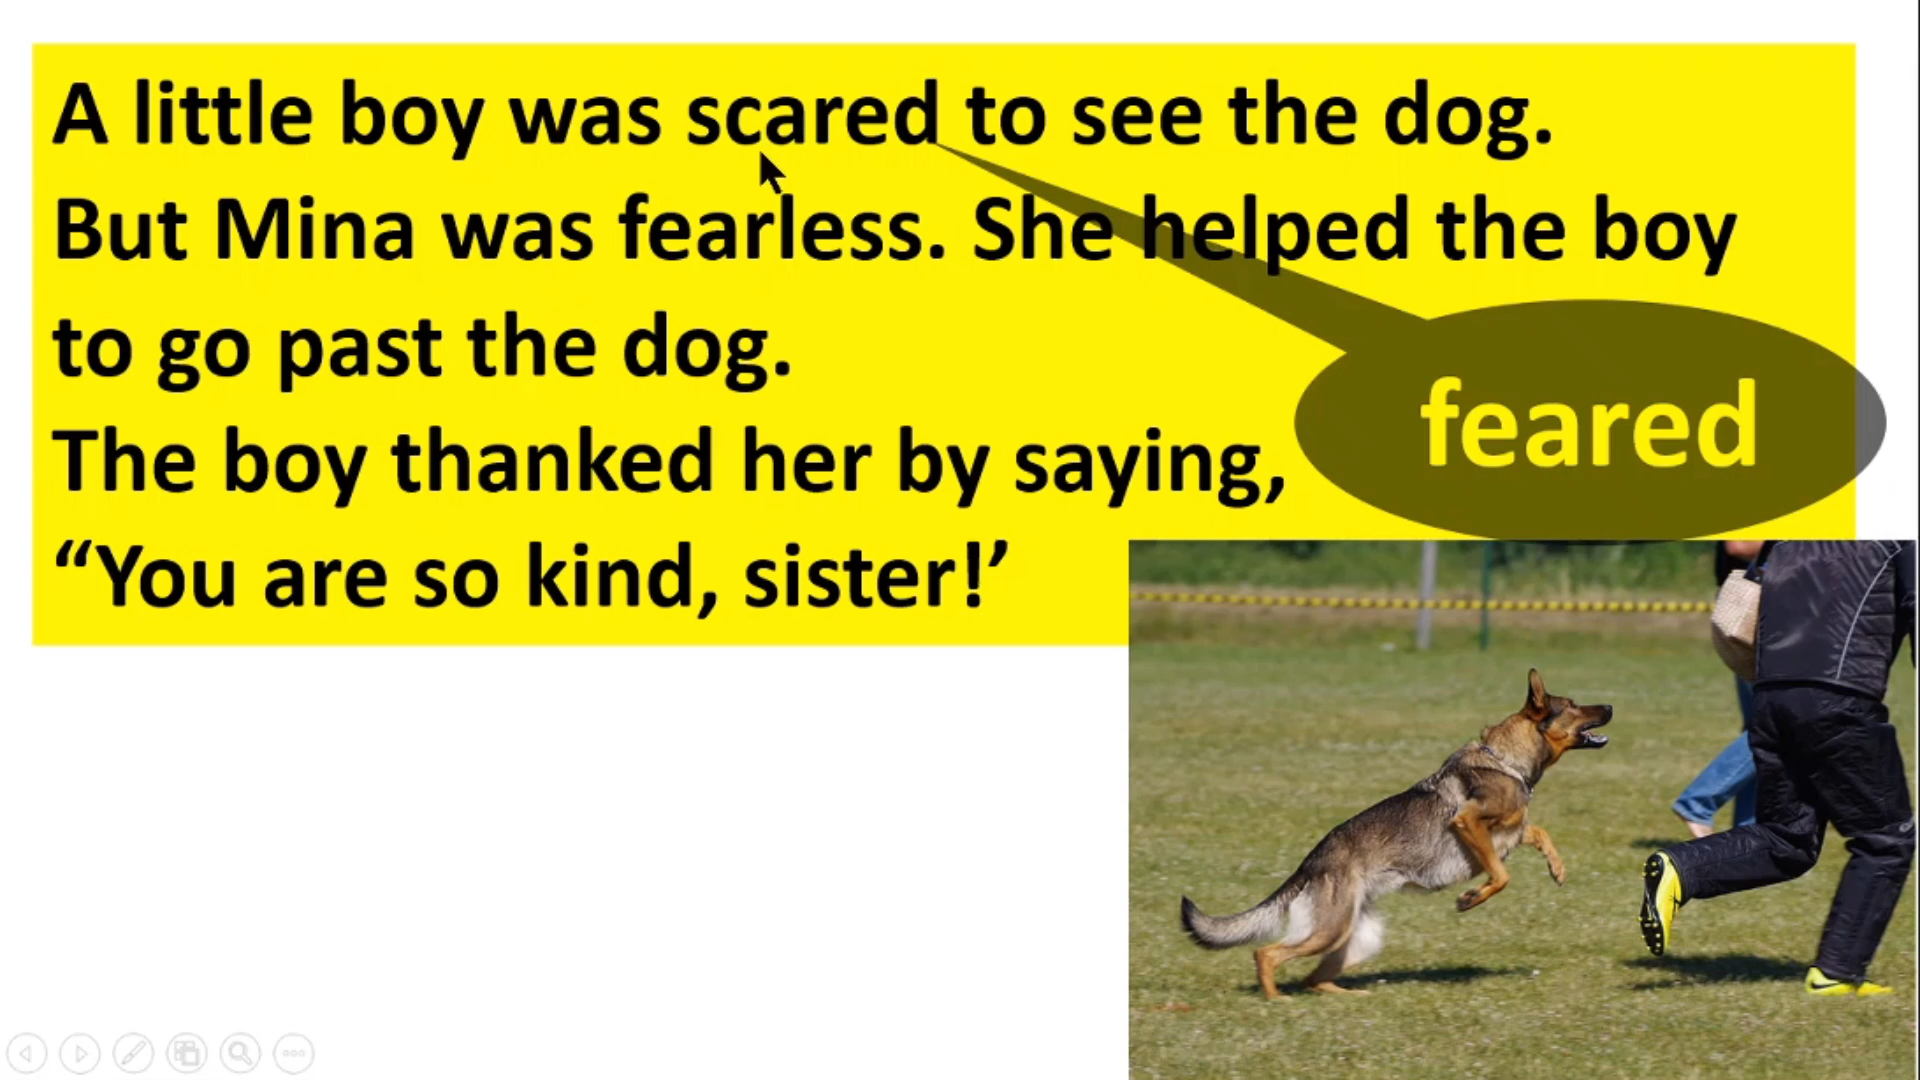 A little boy was scared to see the dog.
But Mina was fearless. She helped the boy
to go past the dog.
The boy thanked her by saying,
“You are so kind, sister!’
feared